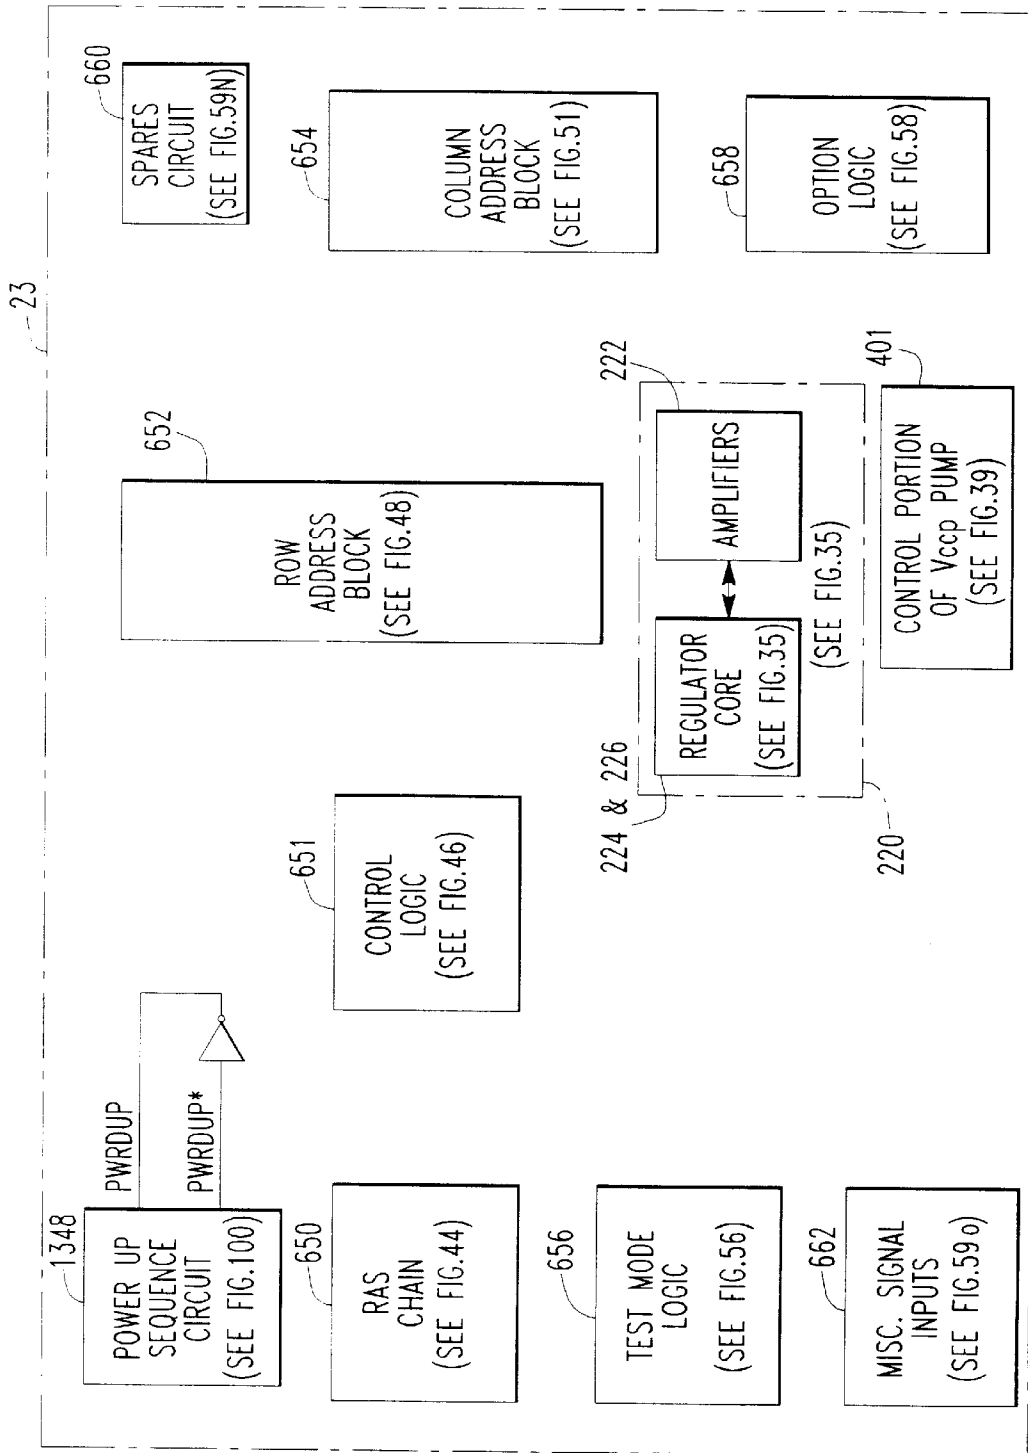 23
1348
POWER UP
SEQUENCE
CIRCUIT
(SEE FIG.100)
PWRDUP
PWRDUP*
652
ROW
ADDRESS
BLOCK
(SEE FIG.48)
660
SPARES
CIRCUIT
(SEE FIG.59N)
650
RAS
CHAIN
(SEE FIG.44)
651
CONTROL
LOGIC
(SEE FIG.46)
654
COLUMN
ADDRESS
BLOCK
(SEE FIG.51)
656
TEST MODE
LOGIC
(SEE FIG.56)
224 & 226
REGULATOR
CORE
(SEE FIG.35)
222
AMPLIFIERS
(SEE FIG.35)
220
658
OPTION
LOGIC
(SEE FIG.58)
662
MISC. SIGNAL
INPUTS
(SEE FIG.59o)
401
CONTROL PORTION
OF Vccp PUMP
(SEE FIG.39)